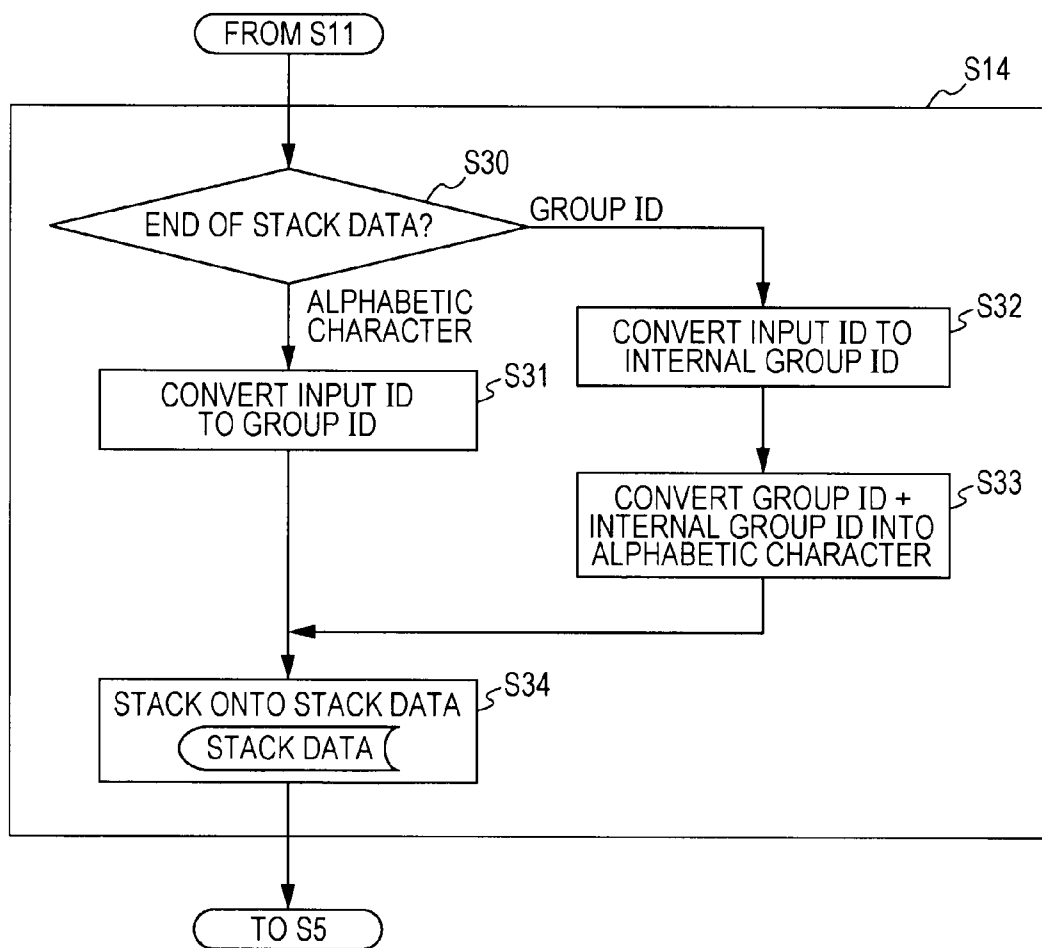 FROM S11
S14
S30
END OF STACK DATA?
GROUP ID
ALPHABETIC
CHARACTER
S32
CONVERT INPUT ID TO
INTERNAL GROUP ID
S31
CONVERT INPUT ID
TO GROUP ID
S33
CONVERT GROUP ID +
INTERNAL GROUP ID INTO
ALPHABETIC CHARACTER
S34
STACK ONTO STACK DATA
STACK DATA
TO S5